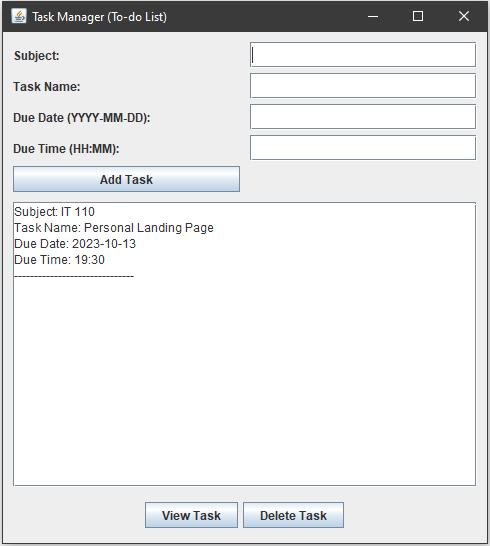 Task Manager (To-do List)
Subject:
Task Name:
Due Date (YYYY-MM-DD):
Due Time (HH:MM):
Add Task
Subject: IT 110
Task Name: Personal Landing Page
Due Date: 2023-10-13
Due Time: 19:30
------------------------------
View Task Delete Task